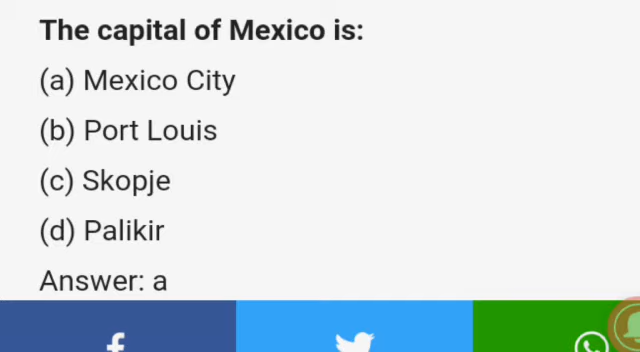 The capital of Mexico is:
(a) Mexico City
(b) Port Louis
(c) Skopje
(d) Palikir
Answer: a